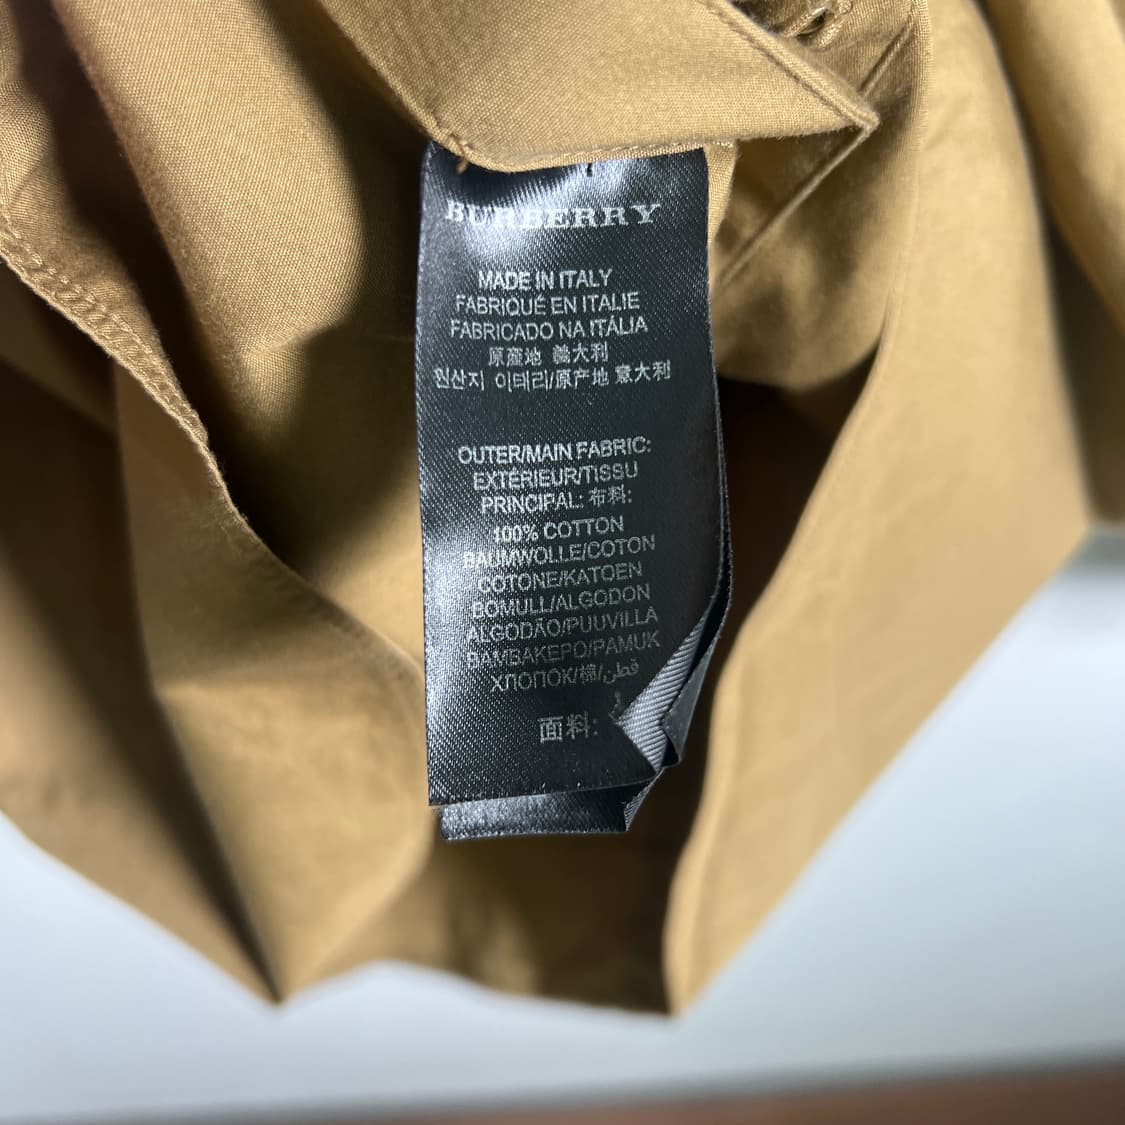 BURBERRY
MADE IN ITALY
FABRIQUÉ EN ITALIE
FABRICADO NA ITÁLIA
原產地 義大利
원산지 이태리/原产地 意大利
OUTER/MAIN FABRIC:
EXTÉRIEUR/TISSU
PRINCIPAL: 布料:
100% COTTON
BAUMWOLLE/COTON
COTONE/KATOEN
BOMULL/ALGODON
ALGODÃO/PUUVILLA
BAMBAKEPO/PAMUK
ХЛОПОК/棉/قطن
面料: